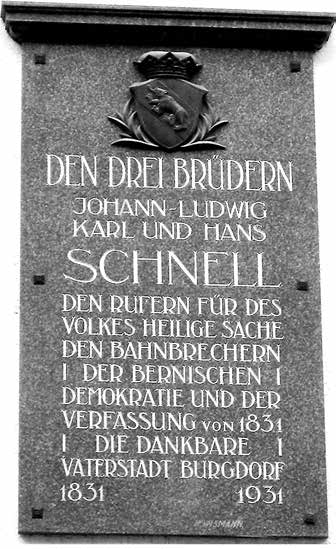 DEN DREI BRÜDERN
JOHANN-LUDWIG
KARL UND HANS
SCHNELL
DEN RUFERN FÜR DES
VOLKES HEILIGE SACHE
DEN BAHNBRECHERN
| DER BERNISCHEN |
DEMOKRATIE UND DER
VERFASSUNG VON 1831
| DIE DANKBARE |
VATERSTADT BURGDORF
1831 1931